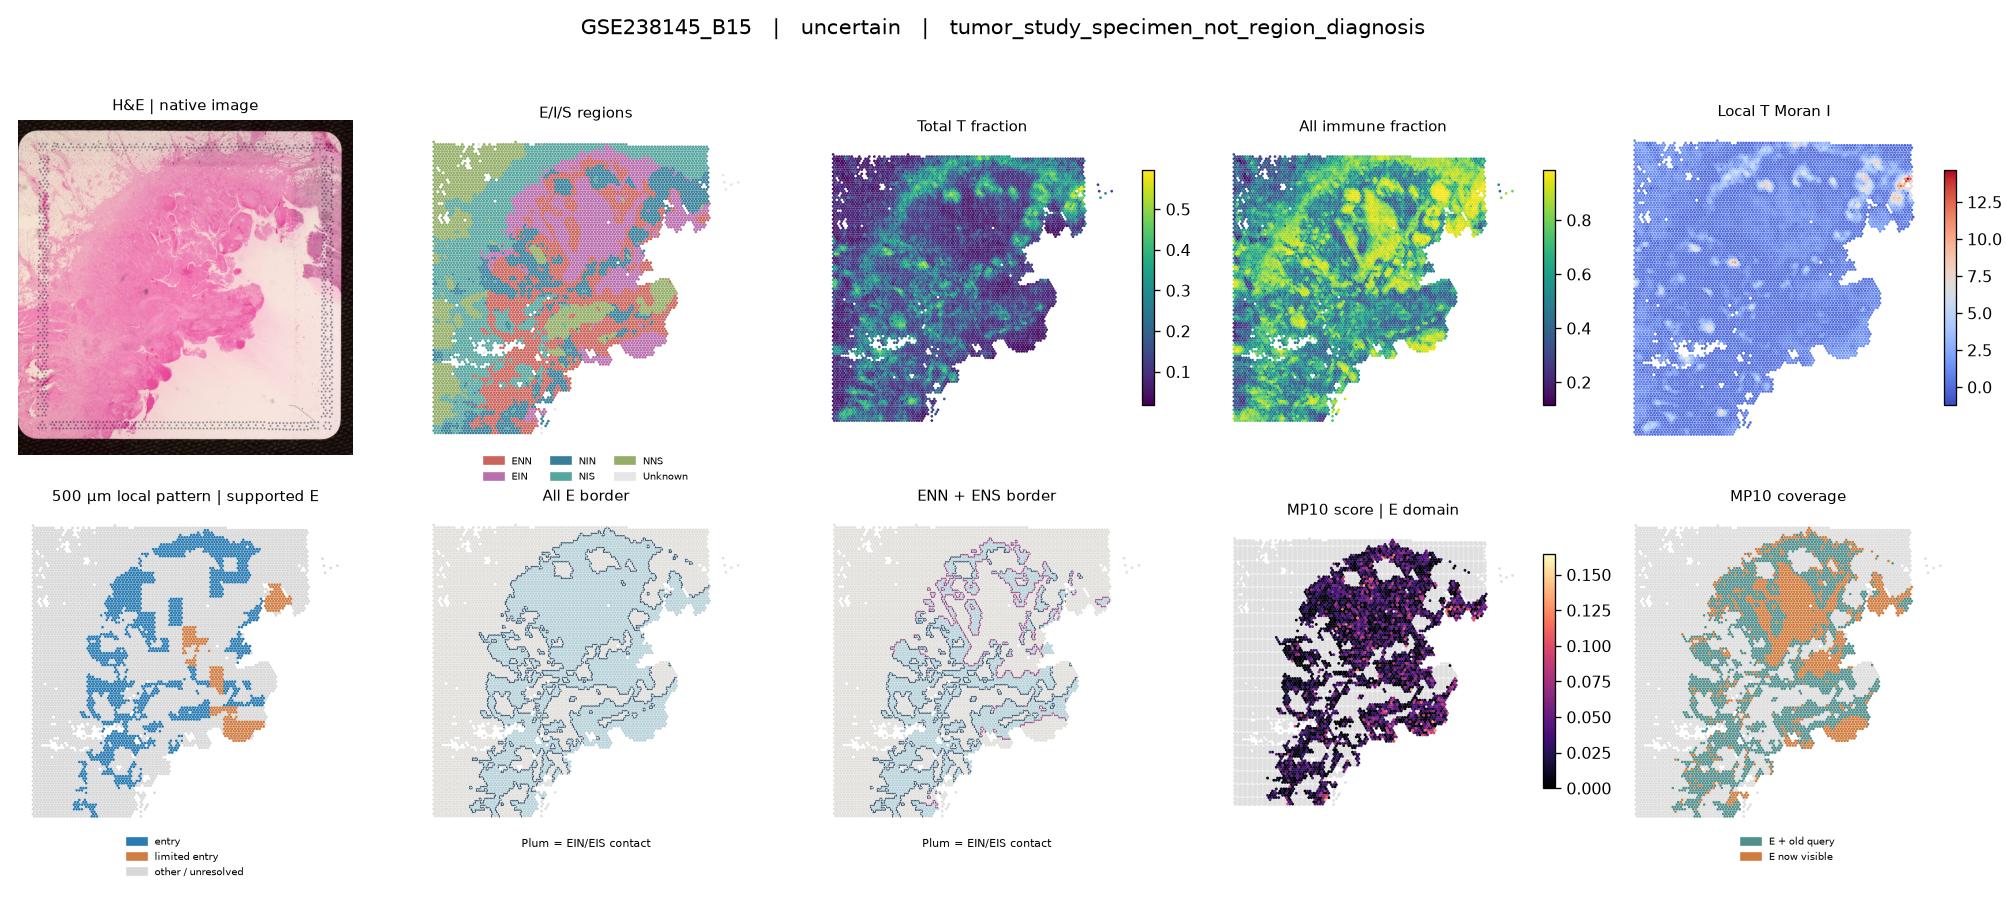 GSE238145_B15 | uncertain | tumor_study_specimen_not_region_diagnosis
H&E | native image
E/I/S regions
ENN
NIN
NNS
EIN
NIS
Unknown
Total T fraction
0.5
0.4
0.3
0.2
0.1
All immune fraction
0.8
0.6
0.4
0.2
Local T Moran I
12.5
10.0
7.5
5.0
2.5
0.0
500 µm local pattern | supported E
entry
limited entry
other / unresolved
All E border
Plum = EIN/EIS contact
ENN + ENS border
Plum = EIN/EIS contact
MP10 score | E domain
0.150
0.125
0.100
0.075
0.050
0.025
0.000
MP10 coverage
E + old query
E now visible